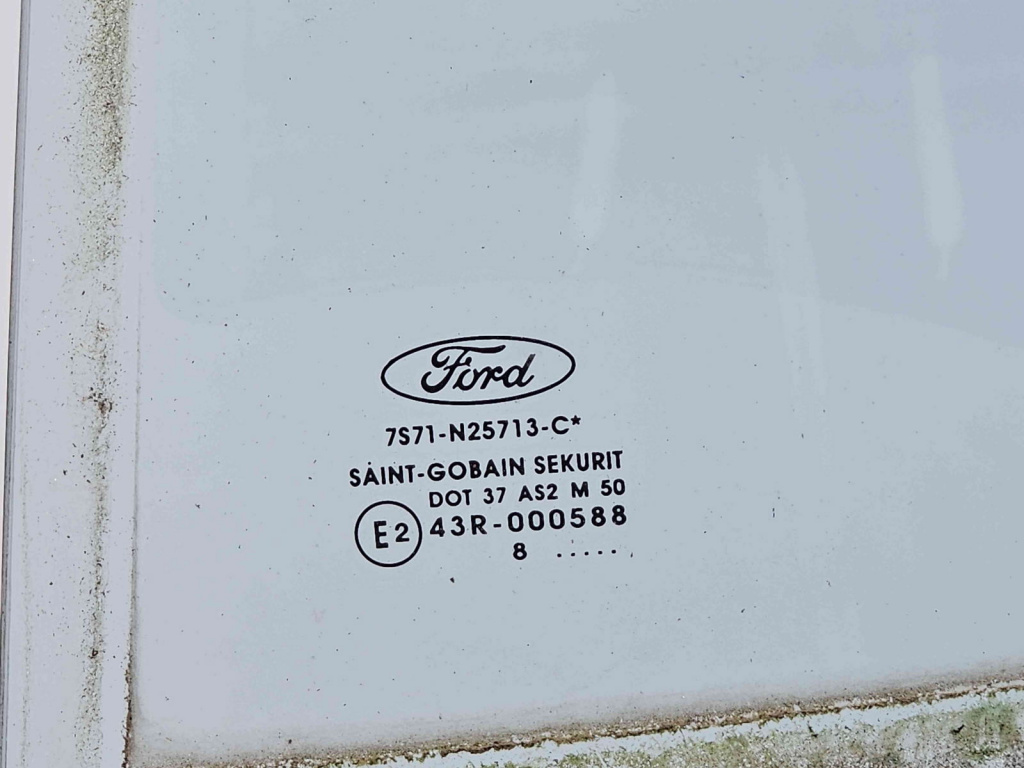 Ford
7S71-N25713-C*
SAINT-GOBAIN SEKURIT
DOT 37 AS2 M 50
E2 43R-000588
8 .....